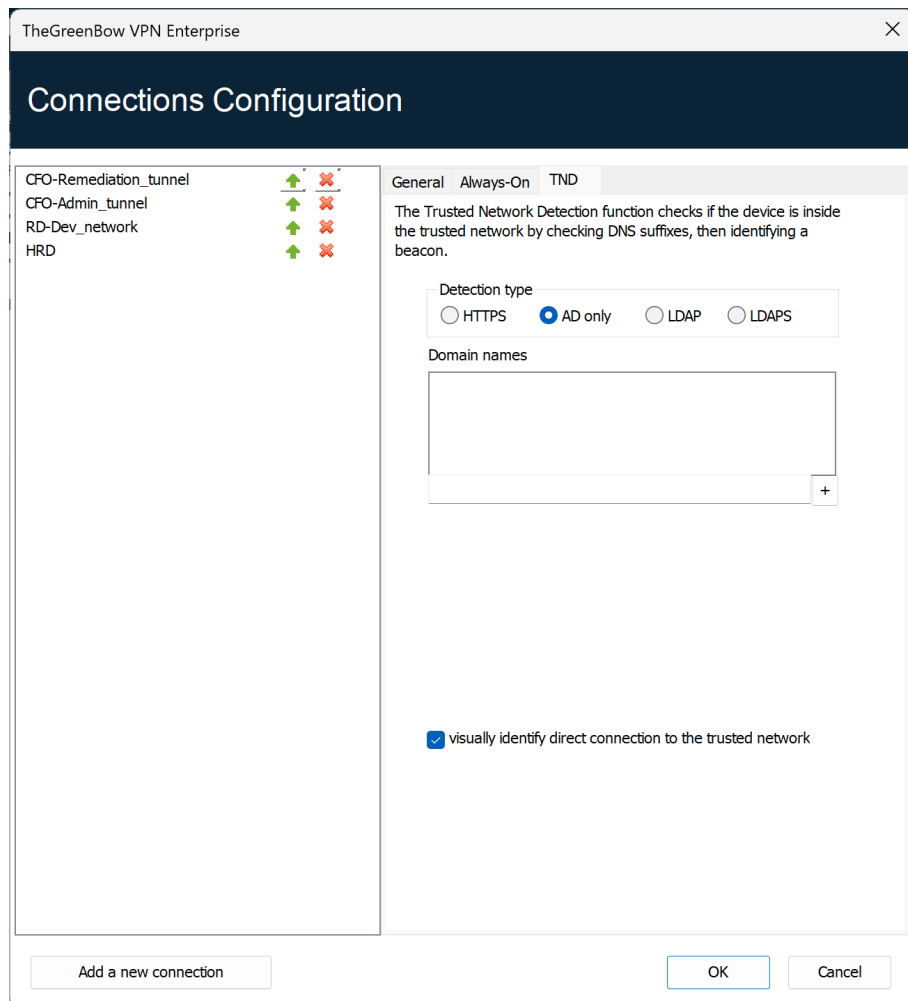 TheGreenBow VPN Enterprise
Connections Configuration
CFO-Remediation_tunnel
CFO-Admin_tunnel
RD-Dev_network
HRD
General Always-On TND
The Trusted Network Detection function checks if the device is inside
the trusted network by checking DNS suffixes, then identifying a
beacon.
Detection type
HTTPS AD only LDAP LDAPS
Domain names
+
visually identify direct connection to the trusted network
Add a new connection OK Cancel